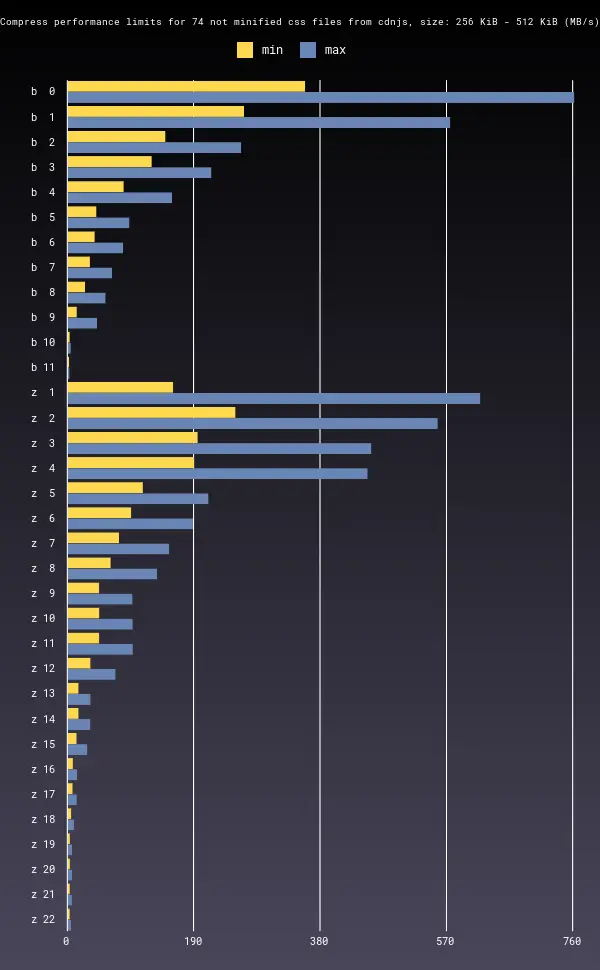 Compress performance limits for 74 not minified css files from cdnjs, size: 256 KiB - 512 KiB (MB/s)
min max
b 0
b 1
b 2
b 3
b 4
b 5
b 6
b 7
b 8
b 9
b 10
b 11
z 1
z 2
z 3
z 4
z 5
z 6
z 7
z 8
z 9
z 10
z 11
z 12
z 13
z 14
z 15
z 16
z 17
z 18
z 19
z 20
z 21
z 22
0 190 380 570 760